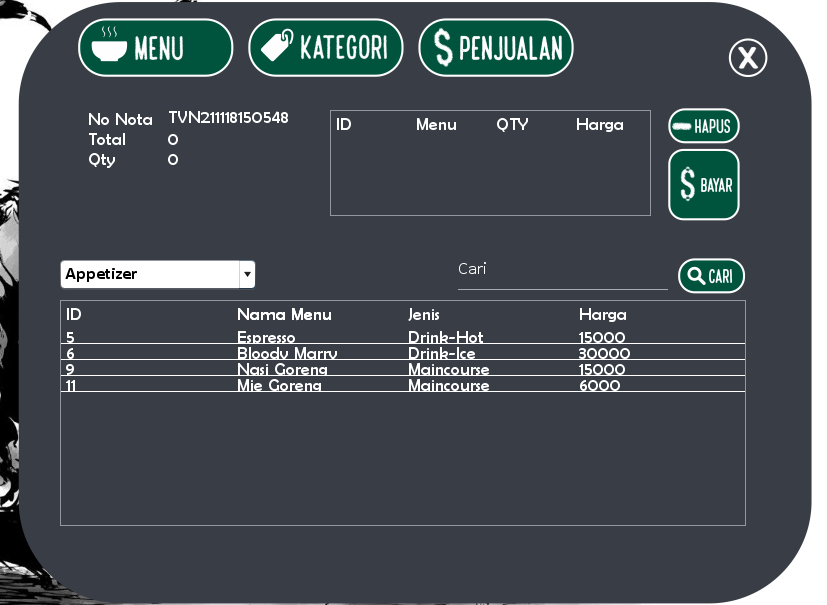 MENU KATEGORI $ PENJUALAN
X
No Nota TVN211118150548
Total 0
Qty 0
ID Menu QTY Harga
HAPUS
$ BAYAR
Appetizer
Cari
CARI
ID Nama Menu Jenis Harga
5 Espresso Drink-Hot 15000
6 Bloody Marry Drink-Ice 30000
9 Nasi Goreng Maincourse 15000
11 Mie Goreng Maincourse 6000